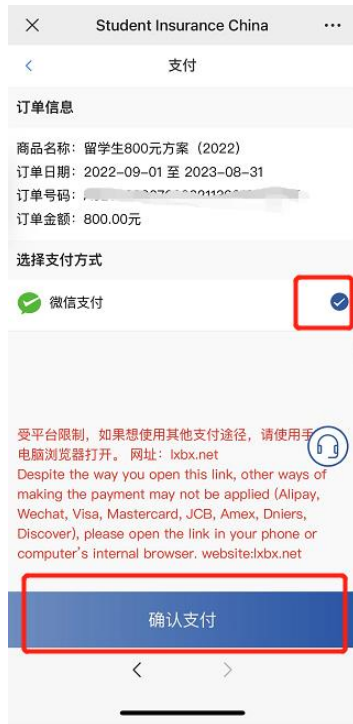 Student Insurance China
支付
订单信息
商品名称：留学生800元方案（2022）
订单日期：2022-09-01 至 2023-08-31
订单号码：
订单金额：800.00元
选择支付方式
微信支付
受平台限制，如果想使用其他支付途径，请使用手
电脑浏览器打开。 网址：lxbx.net
Despite the way you open this link, other ways of
making the payment may not be applied (Alipay,
Wechat, Visa, Mastercard, JCB, Amex, Dniers,
Discover), please open the link in your phone or
computer's internal browser. website:lxbx.net
确认支付